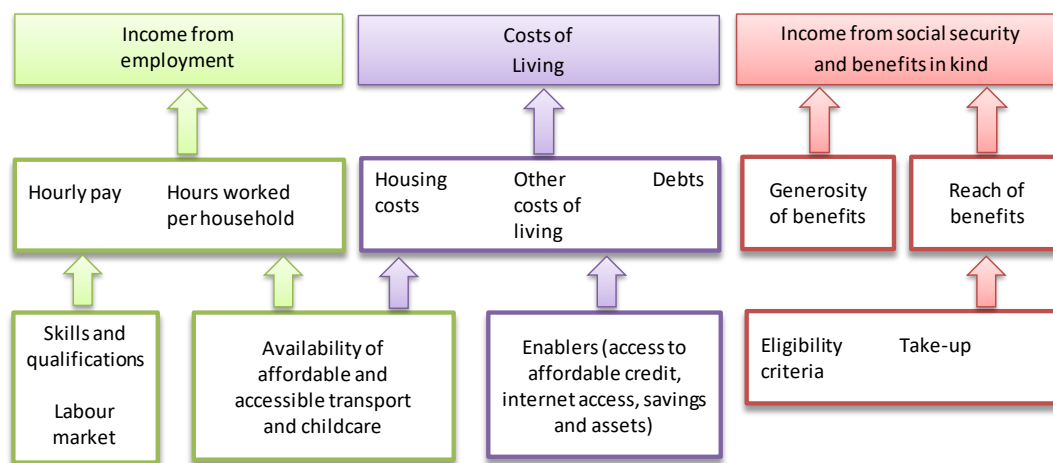 Income from
employment
Costs of
Living
Income from social security
and benefits in kind
Hourly pay
Hours worked
per household
Housing
costs
Other
costs of
living
Debts
Generosity
of benefits
Reach of
benefits
Skills and
qualifications
Labour
market
Availability of
affordable and
accessible transport
and childcare
Enablers (access to
affordable credit,
internet access, savings
and assets)
Eligibility
criteria
Take-up